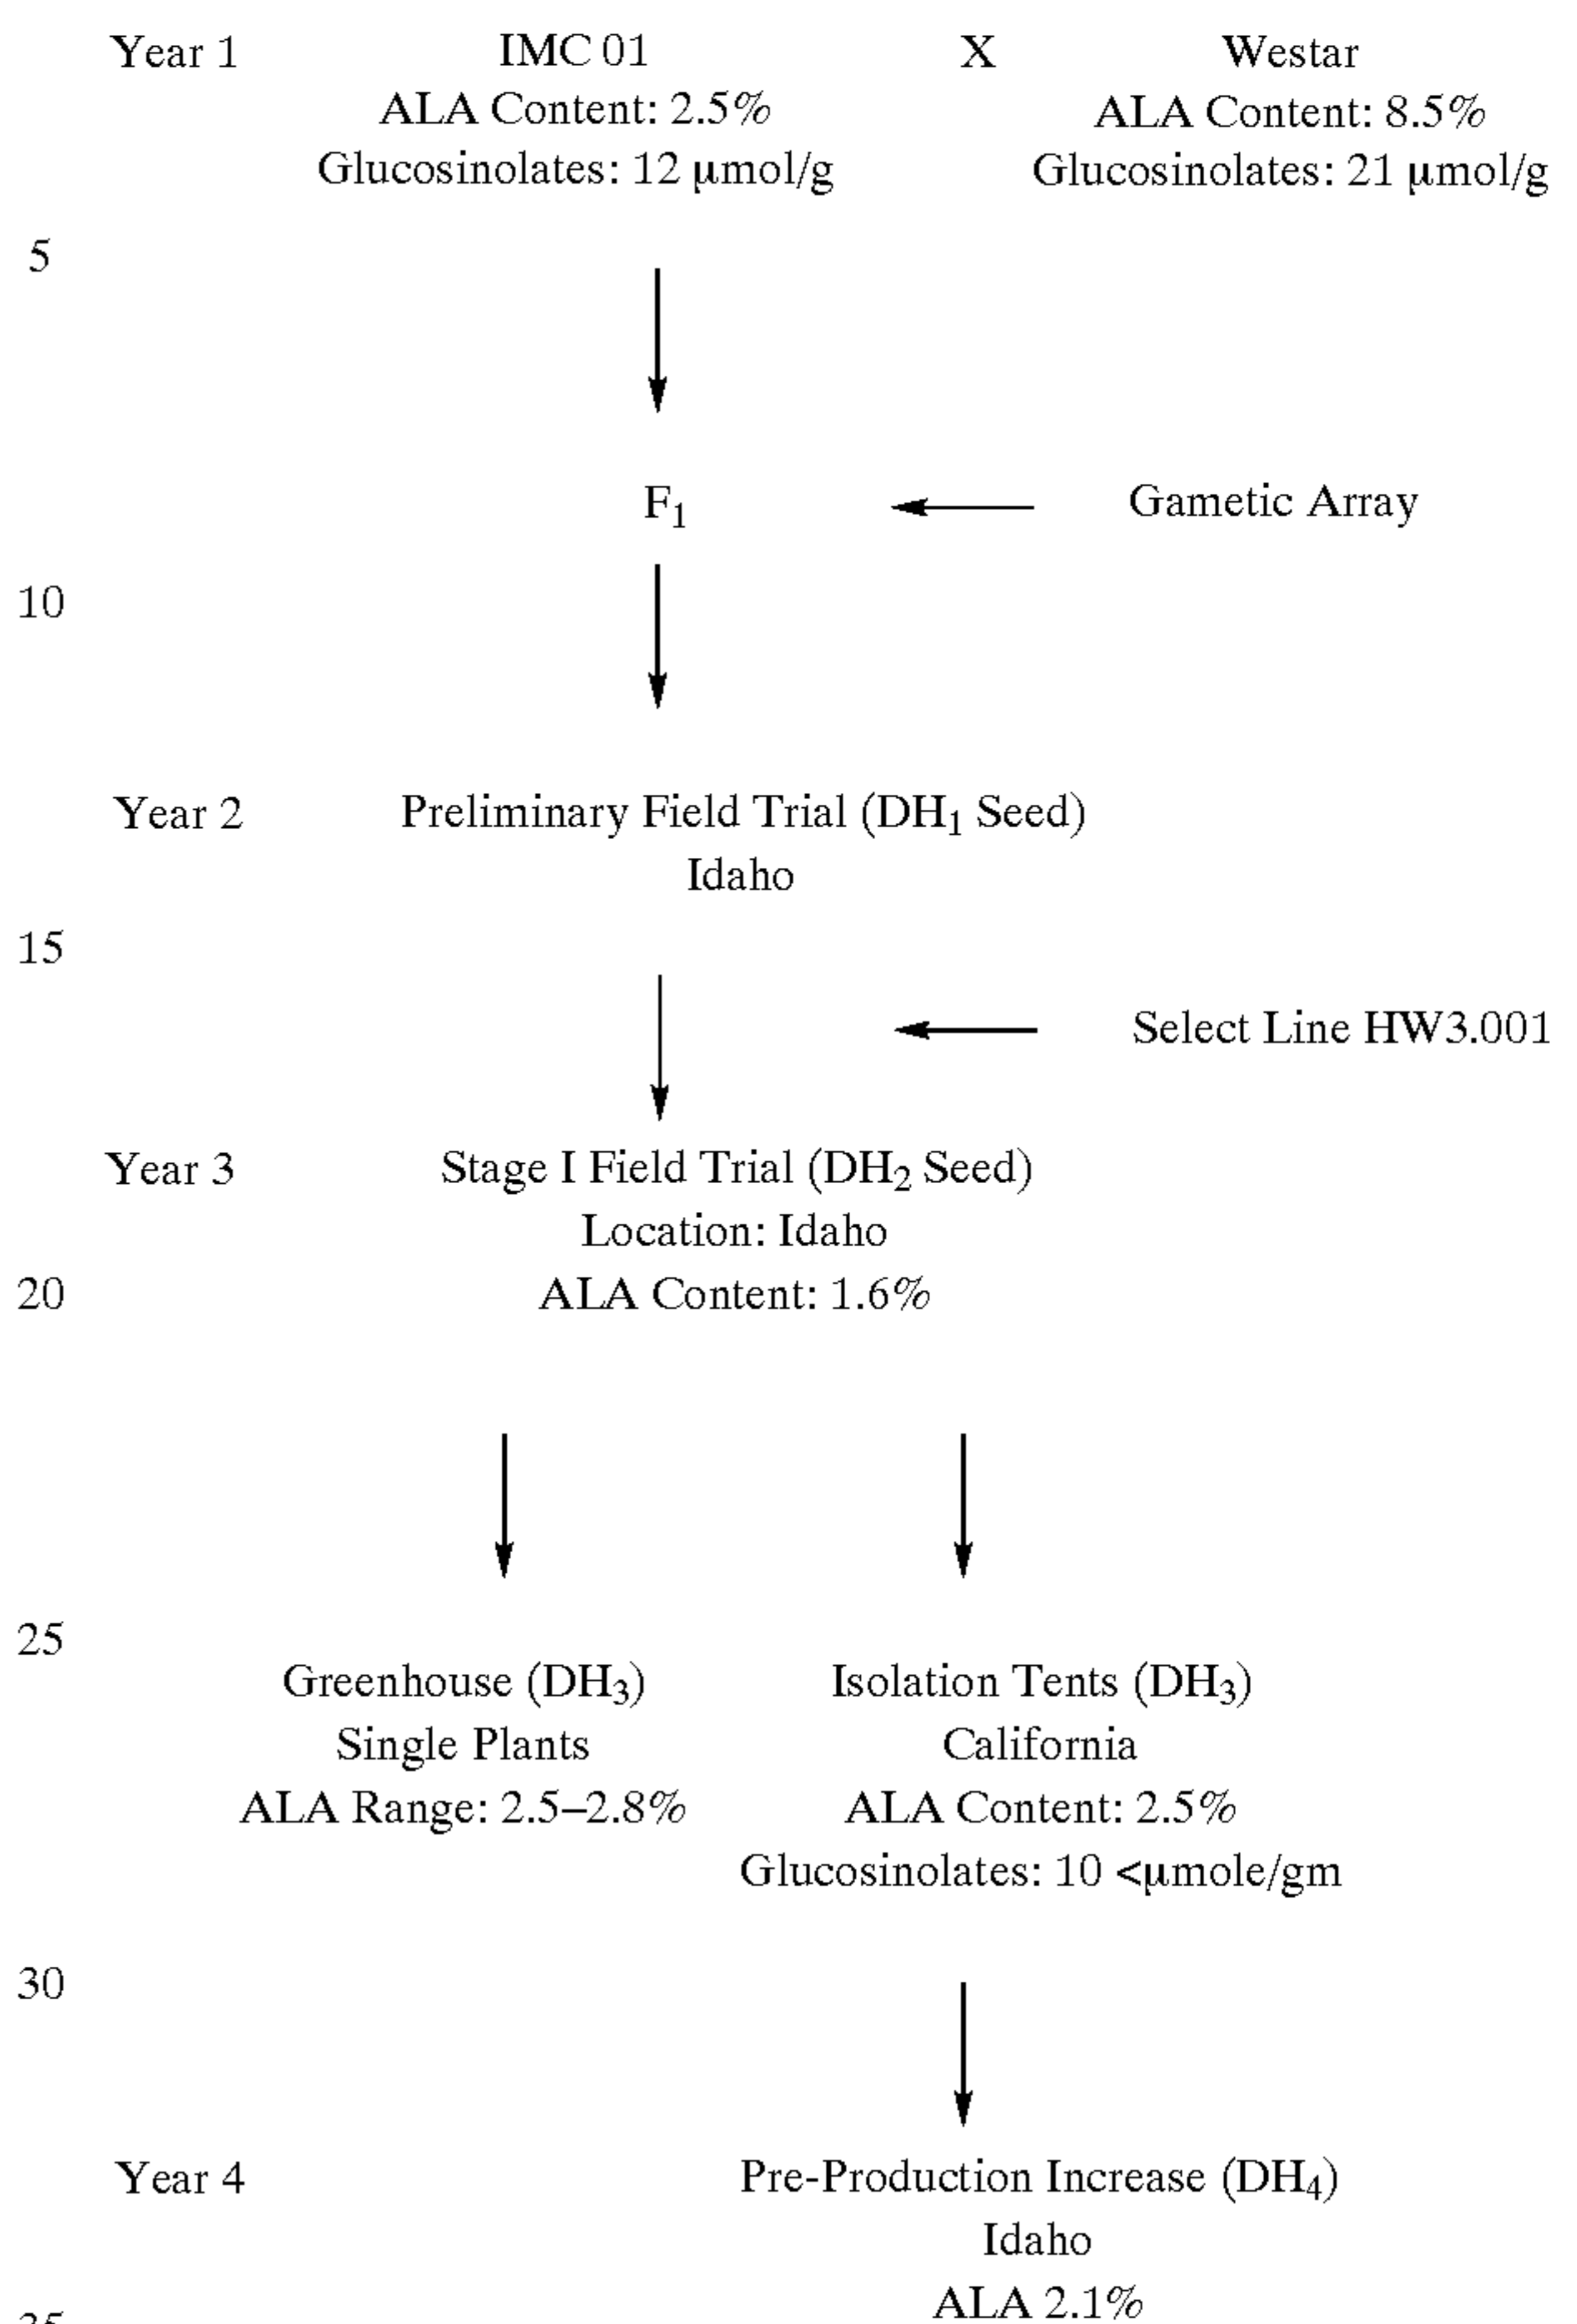 Year 1 IMC 01 X Westar
ALA Content: 2.5% ALA Content: 8.5%
Glucosinolates: 12 μmol/g Glucosinolates: 21 μmol/g
5
F1 Gametic Array
10
Year 2 Preliminary Field Trial (DH1 Seed)
Idaho
15
Select Line HW3.001
Year 3 Stage I Field Trial (DH2 Seed)
Location: Idaho
20 ALA Content: 1.6%
25
Greenhouse (DH3) Isolation Tents (DH3)
Single Plants California
ALA Range: 2.5–2.8% ALA Content: 2.5%
Glucosinolates: 10 <μmole/gm
30
Year 4 Pre-Production Increase (DH4)
Idaho
ALA 2.1%